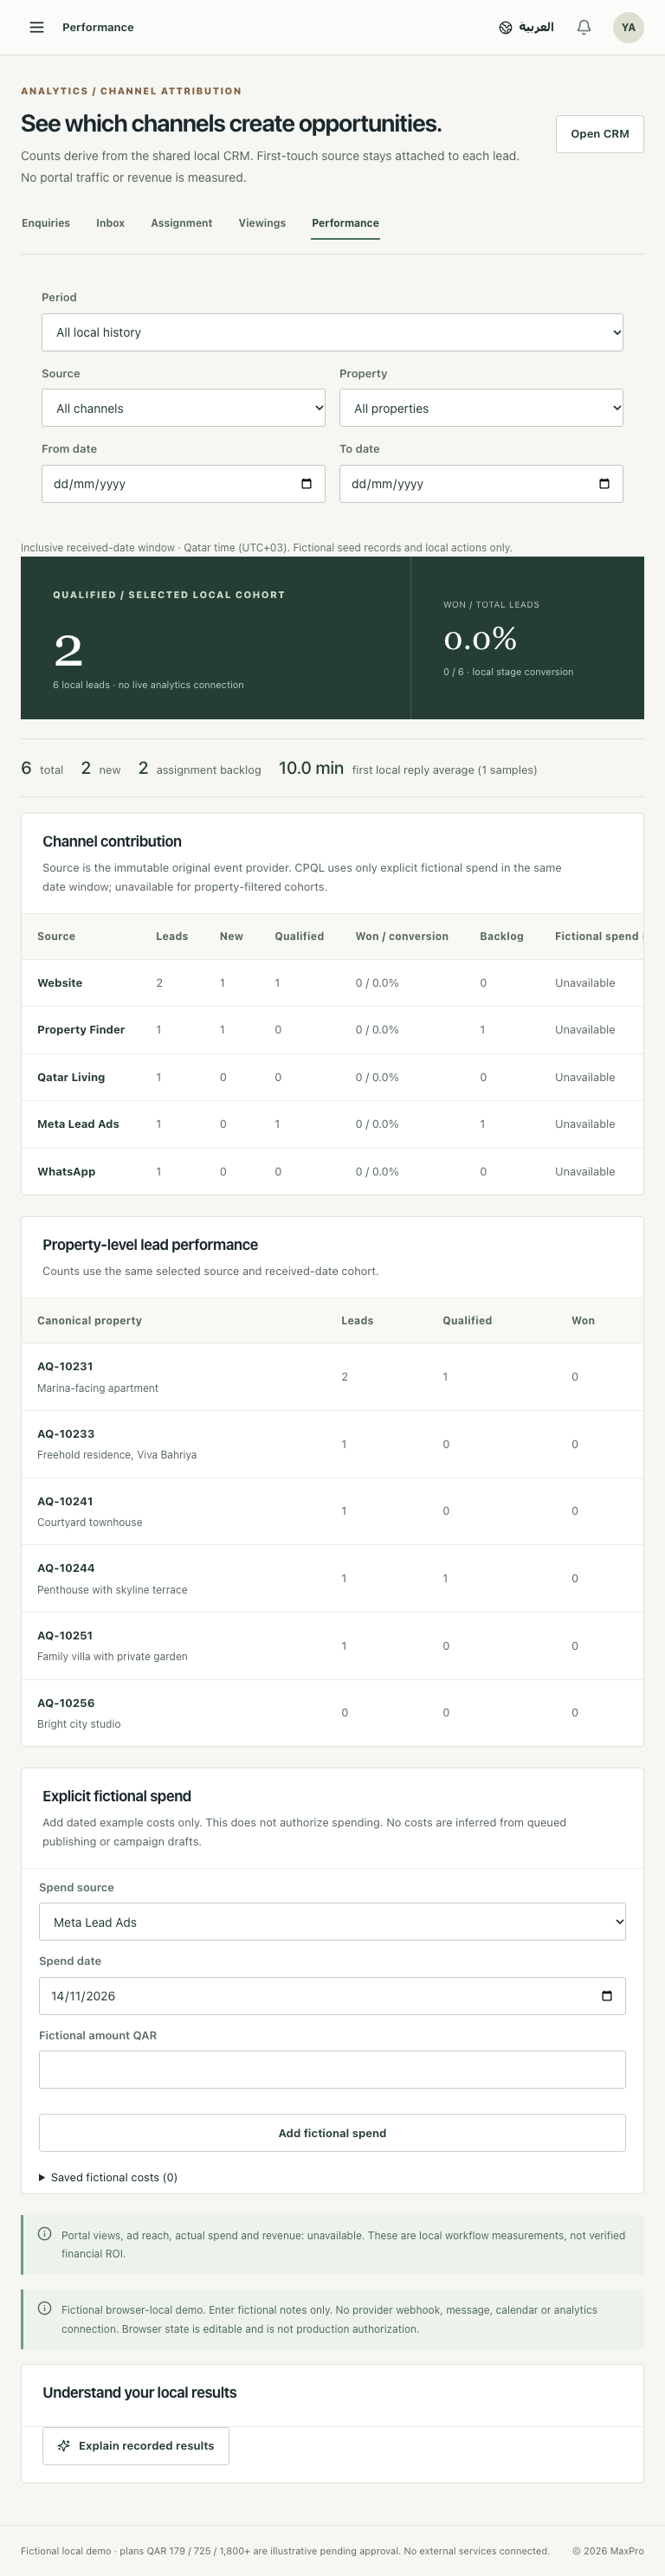 Performance
العربية
YA
ANALYTICS / CHANNEL ATTRIBUTION
See which channels create opportunities.
Open CRM
Counts derive from the shared local CRM. First-touch source stays attached to each lead.
No portal traffic or revenue is measured.
Enquiries Inbox Assignment Viewings Performance
Period
All local history
Source Property
All channels All properties
From date To date
dd/mm/yyyy dd/mm/yyyy
Inclusive received-date window · Qatar time (UTC+03). Fictional seed records and local actions only.
QUALIFIED / SELECTED LOCAL COHORT
2
6 local leads · no live analytics connection
WON / TOTAL LEADS
0.0%
0 / 6 · local stage conversion
6 total 2 new 2 assignment backlog 10.0 min first local reply average (1 samples)
Channel contribution
Source is the immutable original event provider. CPQL uses only explicit fictional spend in the same
date window; unavailable for property-filtered cohorts.
Source Leads New Qualified Won / conversion Backlog Fictional spend
Website 2 1 1 0 / 0.0% 0 Unavailable
Property Finder 1 1 0 0 / 0.0% 1 Unavailable
Qatar Living 1 0 0 0 / 0.0% 0 Unavailable
Meta Lead Ads 1 0 1 0 / 0.0% 1 Unavailable
WhatsApp 1 0 0 0 / 0.0% 0 Unavailable
Property-level lead performance
Counts use the same selected source and received-date cohort.
Canonical property Leads Qualified Won
AQ-10231
Marina-facing apartment
2 1 0
AQ-10233
Freehold residence, Viva Bahriya
1 0 0
AQ-10241
Courtyard townhouse
1 0 0
AQ-10244
Penthouse with skyline terrace
1 1 0
AQ-10251
Family villa with private garden
1 0 0
AQ-10256
Bright city studio
0 0 0
Explicit fictional spend
Add dated example costs only. This does not authorize spending. No costs are inferred from queued
publishing or campaign drafts.
Spend source
Meta Lead Ads
Spend date
14/11/2026
Fictional amount QAR
Add fictional spend
Saved fictional costs (0)
Portal views, ad reach, actual spend and revenue: unavailable. These are local workflow measurements, not verified
financial ROI.
Fictional browser-local demo. Enter fictional notes only. No provider webhook, message, calendar or analytics
connection. Browser state is editable and is not production authorization.
Understand your local results
Explain recorded results
Fictional local demo · plans QAR 179 / 725 / 1,800+ are illustrative pending approval. No external services connected. © 2026 MaxPro